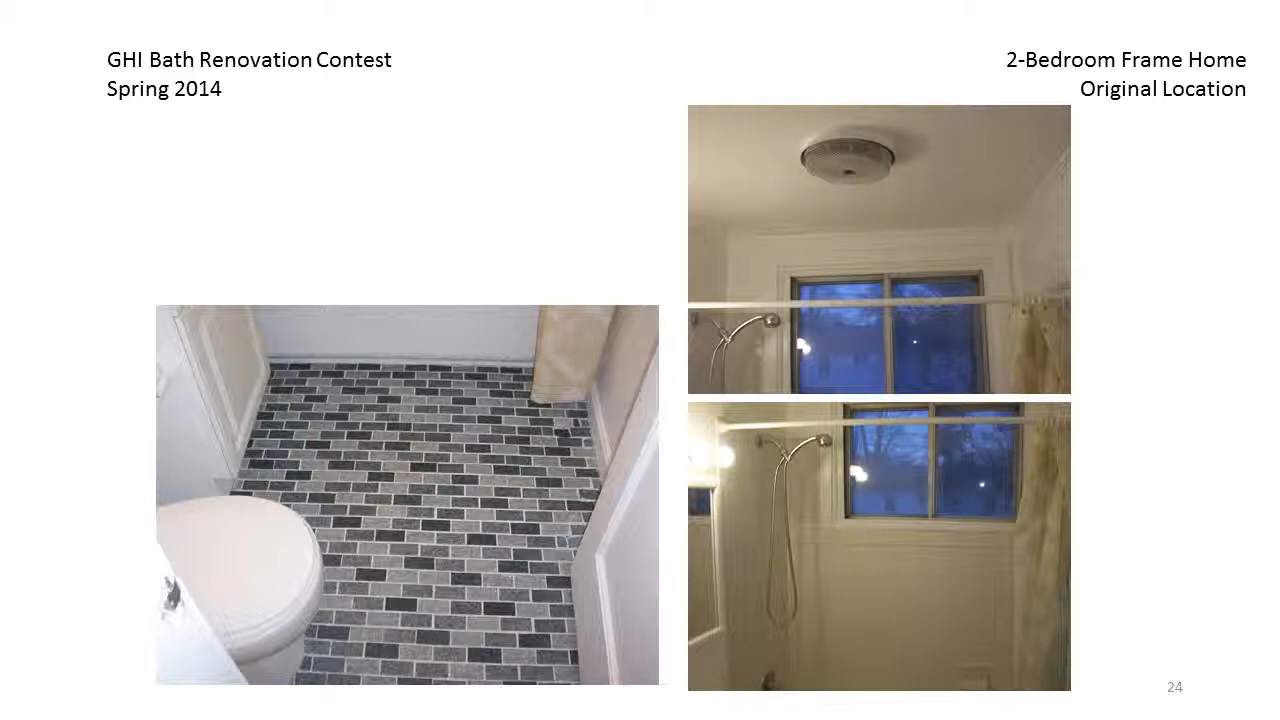 GHI Bath Renovation Contest
Spring 2014
2-Bedroom Frame Home
Original Location
24